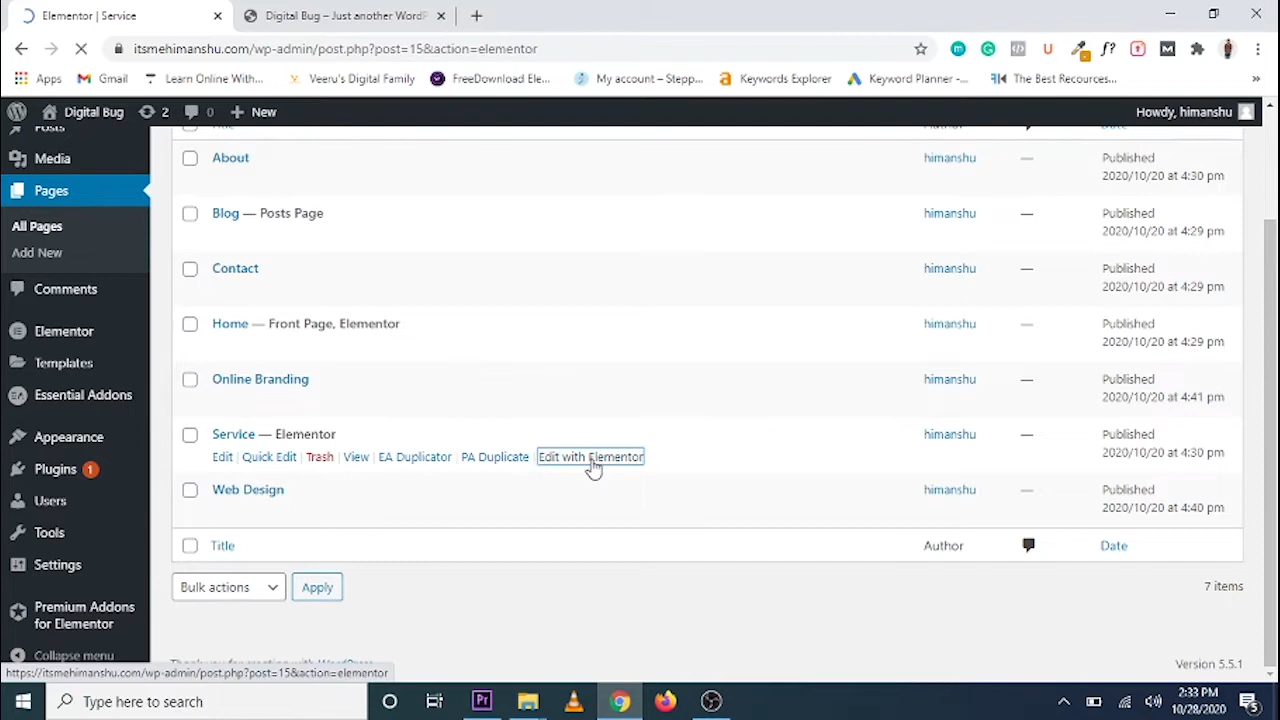 Elementor | Service
Digital Bug – Just another WordP
itsmehimanshu.com/wp-admin/post.php?post=15&action=elementor
Apps
Gmail
Learn Online With...
Veeru's Digital Family
FreeDownload Ele...
My account – Stepp...
Keywords Explorer
Keyword Planner -...
The Best Recources...
»
Digital Bug
2
0
New
Howdy, himanshu
Posts
Media
Pages
All Pages
Add New
Comments
Elementor
Templates
Essential Addons
Appearance
Plugins 1
Users
Tools
Settings
Premium Addons
for Elementor
Collapse menu
Title
Author
Date
About
himanshu
—
Published
2020/10/20 at 4:30 pm
Blog — Posts Page
himanshu
—
Published
2020/10/20 at 4:29 pm
Contact
himanshu
—
Published
2020/10/20 at 4:29 pm
Home — Front Page, Elementor
himanshu
—
Published
2020/10/20 at 4:29 pm
Online Branding
himanshu
—
Published
2020/10/20 at 4:41 pm
Service — Elementor
himanshu
—
Published
2020/10/20 at 4:30 pm
Edit | Quick Edit | Trash | View | EA Duplicator | PA Duplicate | Edit with Elementor
Web Design
himanshu
—
Published
2020/10/20 at 4:40 pm
Title
Author
Date
Bulk actions
Apply
7 items
Thank you for creating with WordPress.
Version 5.5.1
https://itsmehimanshu.com/wp-admin/post.php?post=15&action=elementor
Type here to search
2:33 PM
10/28/2020
5